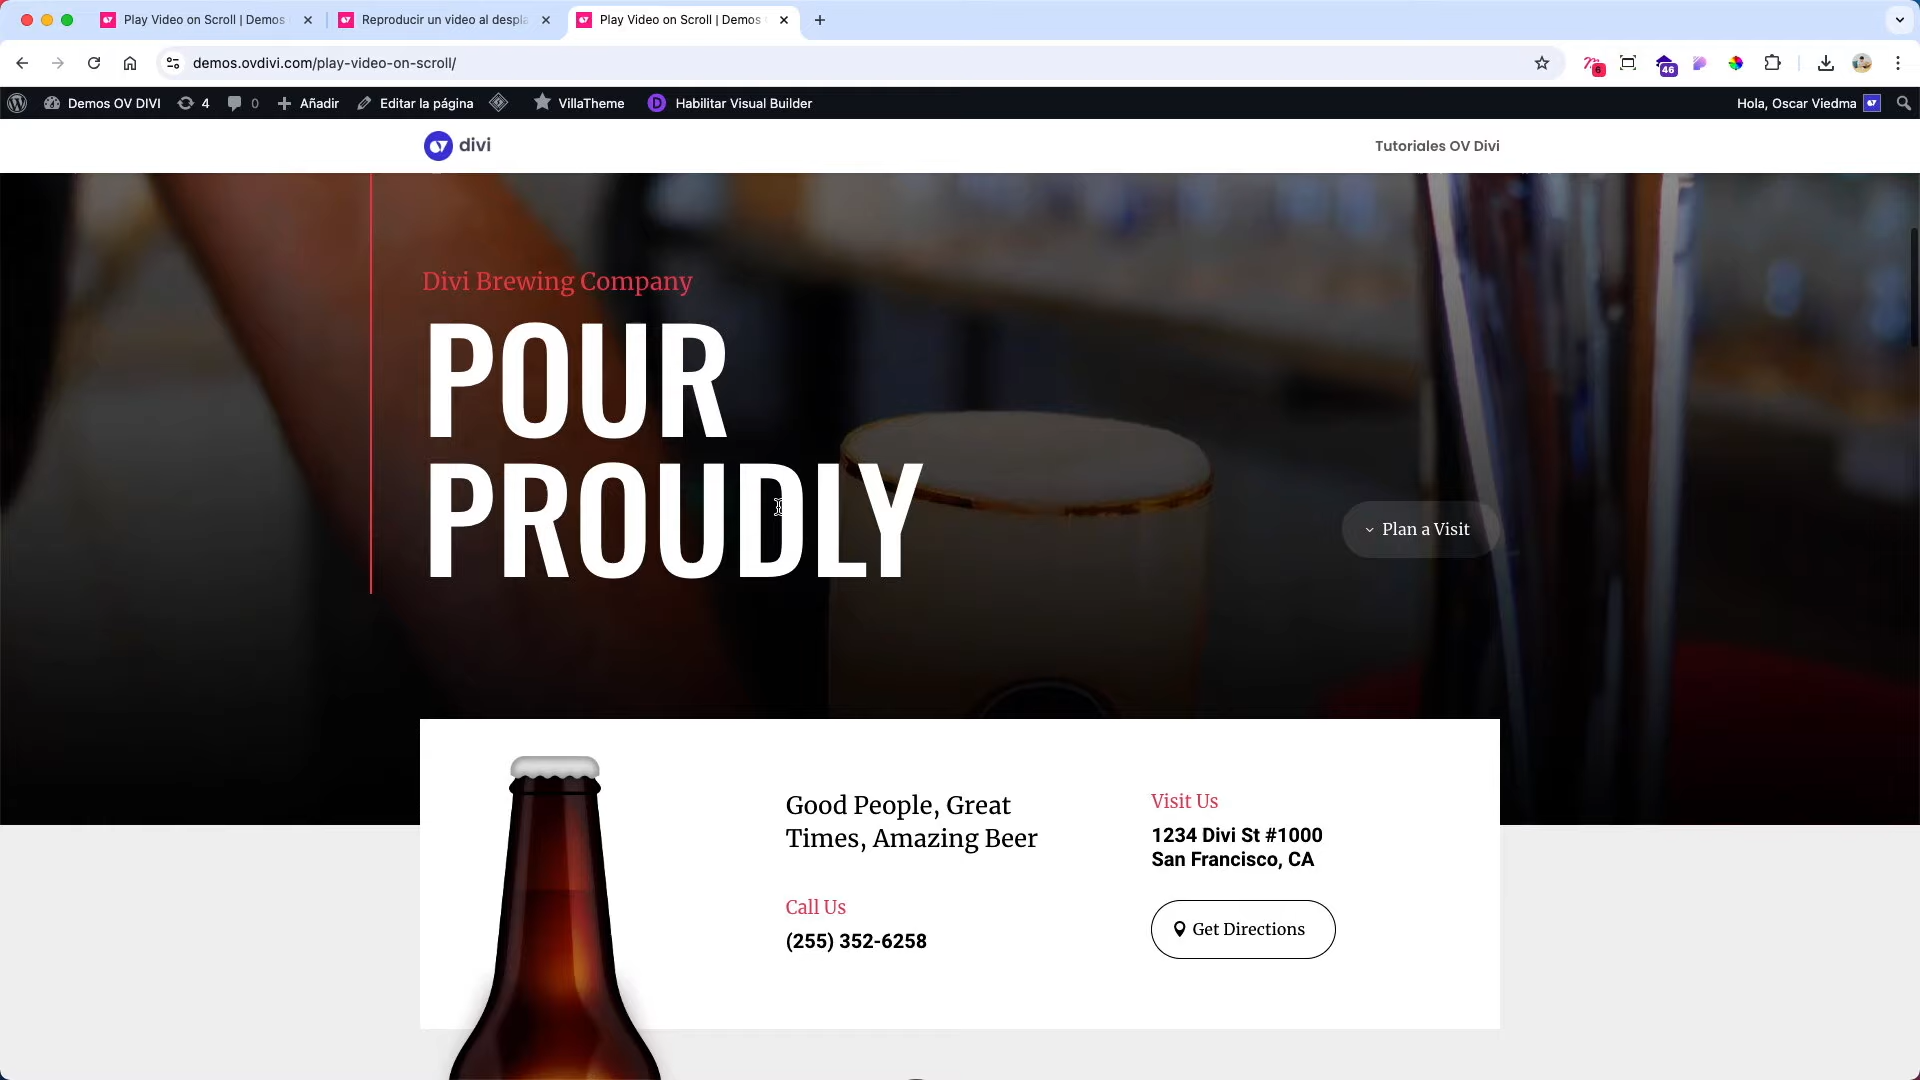 Play Video on Scroll | Demos
Reproducir un video al despla
Play Video on Scroll | Demos
demos.ovdivi.com/play-video-on-scroll/
6
46
Demos OV DIVI
4
0
Añadir
Editar la página
VillaTheme
D
Habilitar Visual Builder
Hola, Oscar Viedma
divi
Tutoriales OV Divi
Divi Brewing Company
POUR
PROUDLY
Plan a Visit
Good People, Great
Times, Amazing Beer
Call Us
(255) 352-6258
Visit Us
1234 Divi St #1000
San Francisco, CA
Get Directions